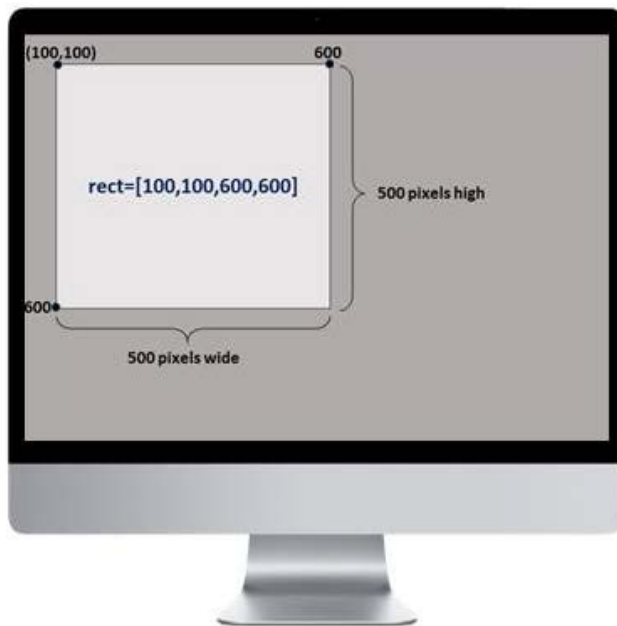 (100,100)
600
rect=[100,100,600,600]
500 pixels high
600
500 pixels wide